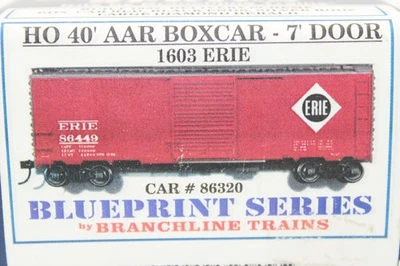 HO 40' AAR BOXCAR - 7' DOOR
1603 ERIE
ERIE
86449
ERIE
CAR # 86320
BLUEPRINT SERIES
by BRANCHLINE TRAINS